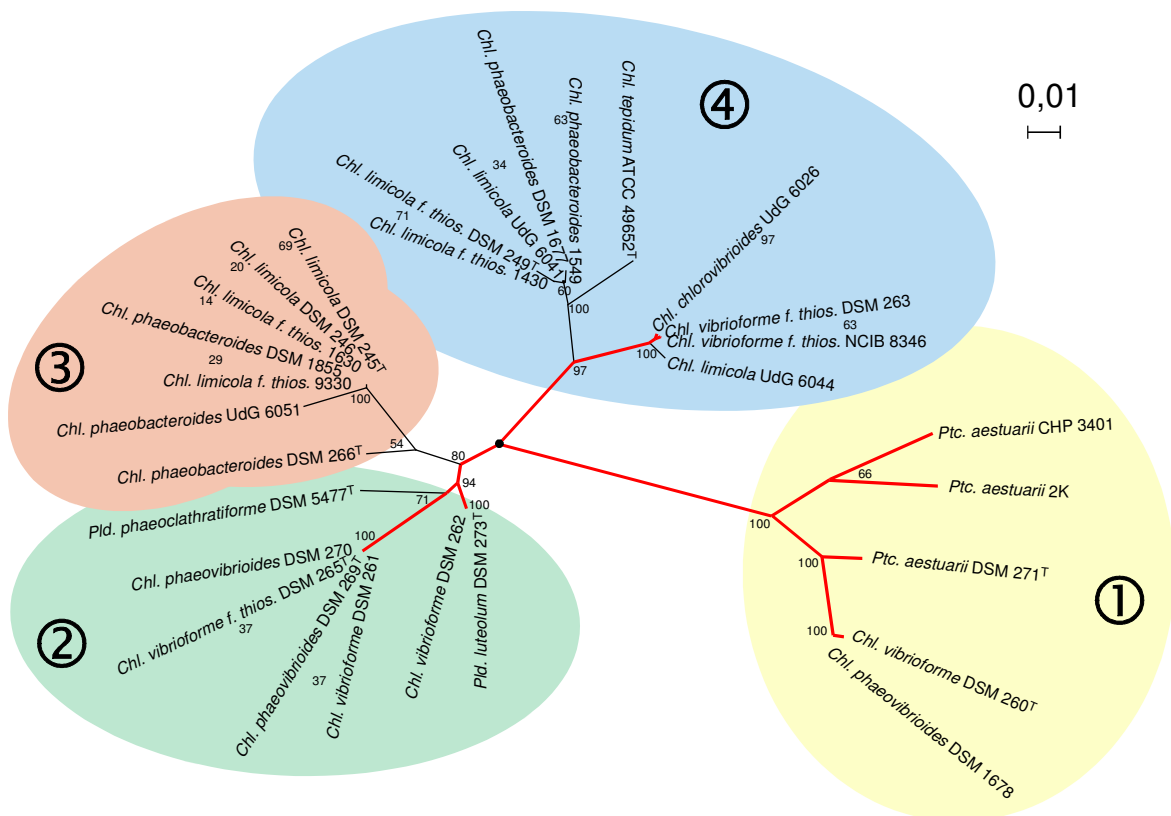 ④
0,01
Chl. phaeobacteroides DSM 1677
63
Chl. phaeobacteroides 1549
Chl. tepidum ATCC 49652T
34
Chl. limicola UdG 6041
Chl. limicola f. thios. DSM 249T
71
Chl. limicola f. thios. 1430
60
100
Chl. chlorovibrioides UdG 6026
97
Chl. vibrioforme f. thios. DSM 263
63
Chl. vibrioforme f. thios. NCIB 8346
100
Chl. limicola UdG 6044
97
③
69
Chl. limicola DSM 245T
20
Chl. limicola DSM 246
14
Chl. limicola f. thios. 1630
Chl. phaeobacteroides DSM 1855
29
Chl. limicola f. thios. 9330
100
Chl. phaeobacteroides UdG 6051
54
Chl. phaeobacteroides DSM 266T
80
94
71
100
Pld. phaeoclathratiforme DSM 5477T
100
Chl. phaeovibrioides DSM 270
Chl. vibrioforme f. thios. DSM 265T
37
Chl. phaeovibrioides DSM 269T
37
Chl. vibrioforme DSM 261
Chl. vibrioforme DSM 262
Pld. luteolum DSM 273T
②
Ptc. aestuarii CHP 3401
66
Ptc. aestuarii 2K
100
100
Ptc. aestuarii DSM 271T
①
100
Chl. vibrioforme DSM 260T
Chl. phaeovibrioides DSM 1678